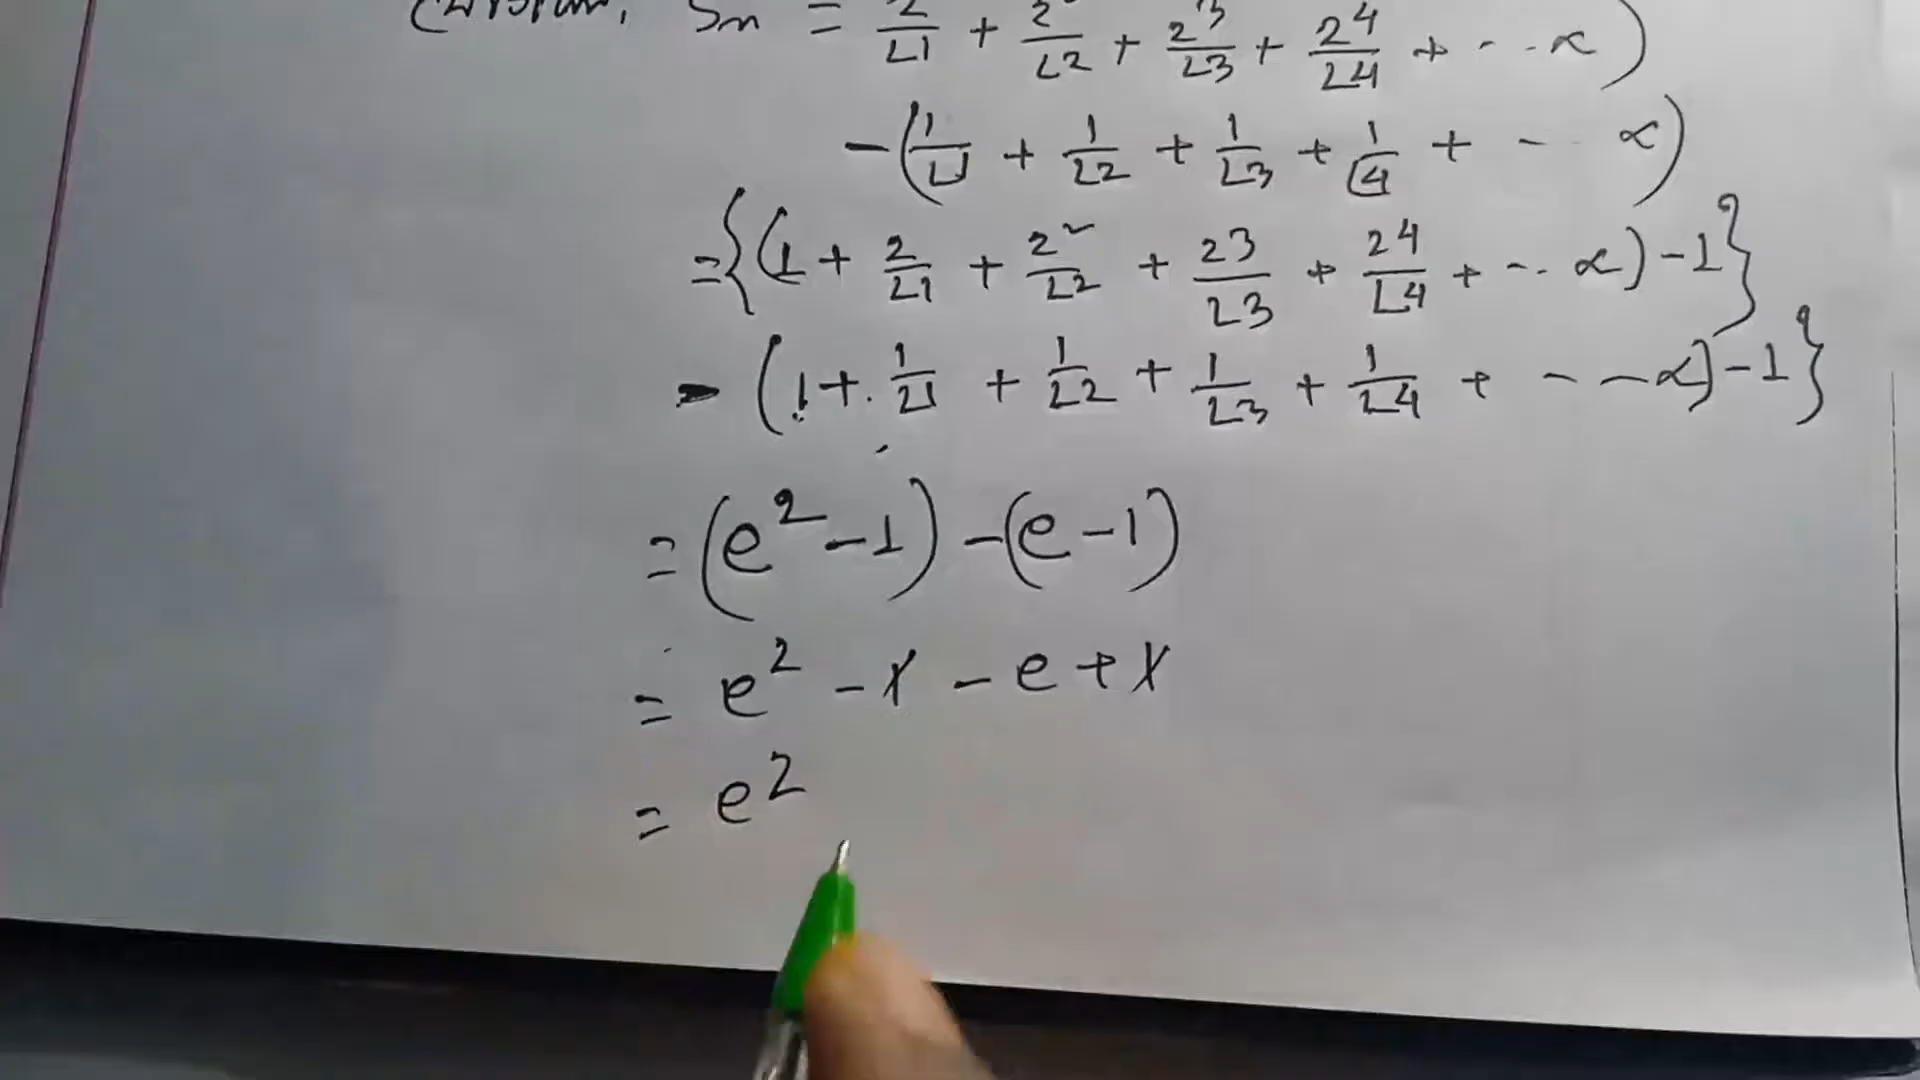 Sn = 2/∟1 + 2²/∟2 + 2³/∟3 + 2⁴/∟4 + - - ∝)
-(1/∟1 + 1/∟2 + 1/∟3 + 1/∟4 + - - ∝)
={(1 + 2/∟1 + 2²/∟2 + 2³/∟3 + 2⁴/∟4 + - - ∝) - 1}
- (1 + 1/∟1 + 1/∟2 + 1/∟3 + 1/∟4 + - - ∝) - 1}
= (e² - 1) - (e - 1)
= e² - 1 - e + 1
= e²